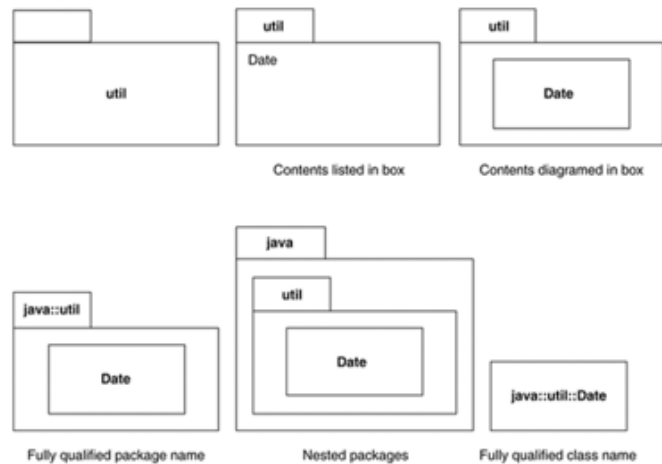 util
util
Date
Contents listed in box
util
Date
Contents diagramed in box
java::util
Date
Fully qualified package name
java
util
Date
Nested packages
java::util::Date
Fully qualified class name